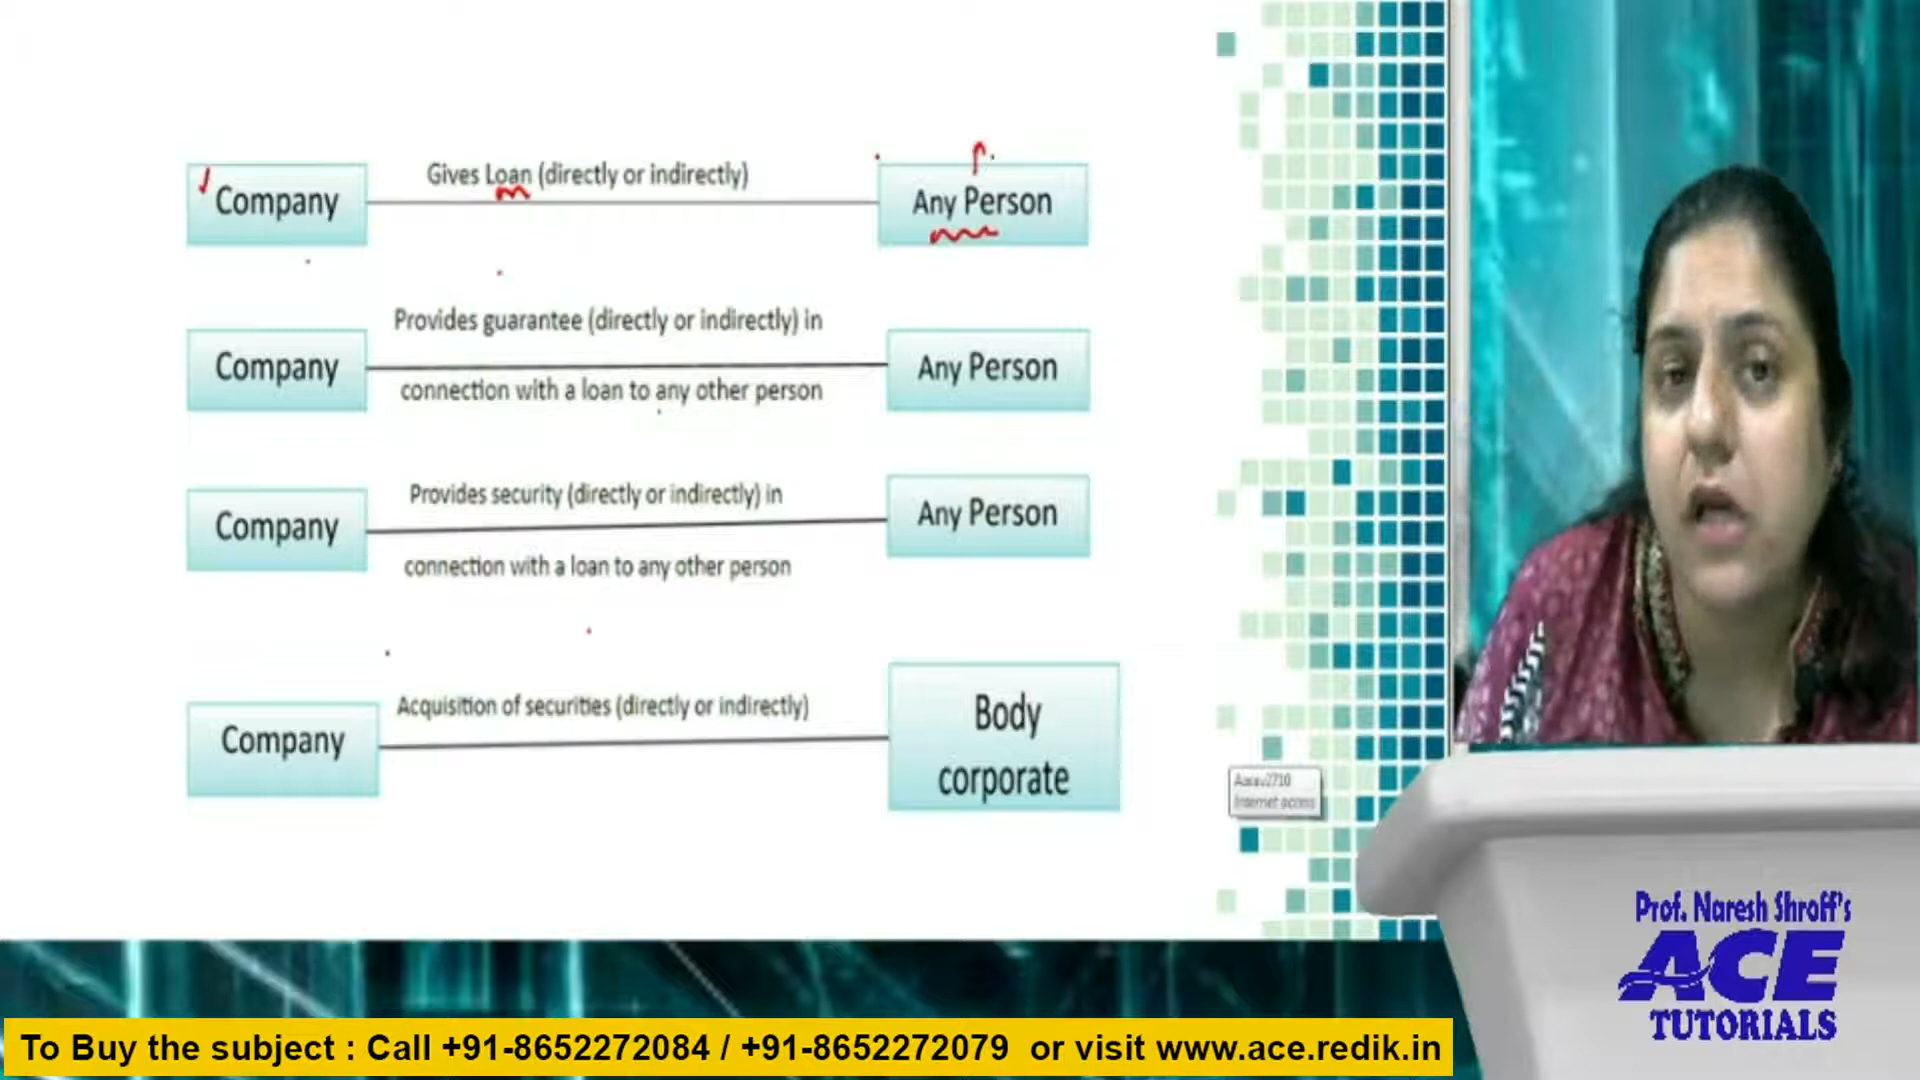 Gives Loan (directly or indirectly)
Company
Any Person
Provides guarantee (directly or indirectly) in
Company
Any Person
connection with a loan to any other person
Provides security (directly or indirectly) in
Company
Any Person
connection with a loan to any other person
Acquisition of securities (directly or indirectly)
Company
Body
corporate
Internet access
Prof. Naresh Shroff's
ACE
TUTORIALS
To Buy the subject : Call +91-8652272084 / +91-8652272079 or visit www.ace.redik.in